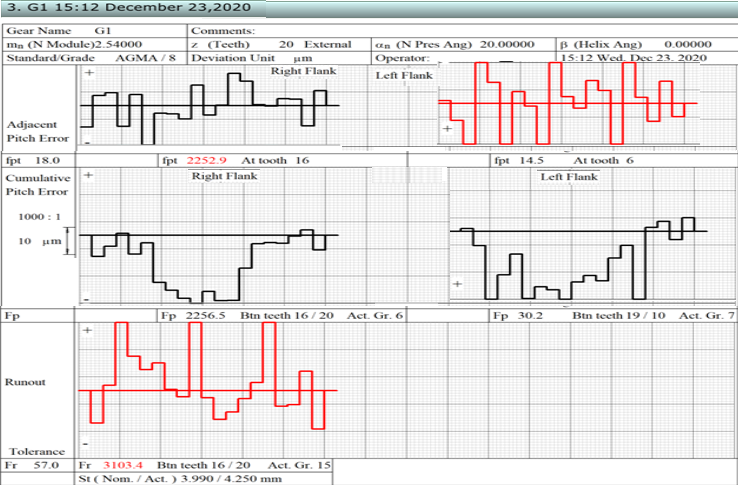 3. G1 15:12 December 23,2020
Gear Name G1 Comments:
mn (N Module)2.54000 z (Teeth) 20 External αn (N Pres Ang) 20.00000 β (Helix Ang) 0.00000
Standard/Grade AGMA / 8 Deviation Unit µm Operator: 15:12 Wed. Dec 23. 2020
+ Right Flank Left Flank
Adjacent
Pitch Error
- +
fpt 18.0 fpt 2252.9 At tooth 16 fpt 14.5 At tooth 6
Cumulative
Pitch Error
+ Right Flank Left Flank
1000 : 1
10 µm
- +
Fp Fp 2256.5 Btn teeth 16 / 20 Act. Gr. 6 Fp 30.2 Btn teeth 19 / 10 Act. Gr. 7
+
Runout
-
Tolerance
Fr 57.0 Fr 3103.4 Btn teeth 16 / 20 Act. Gr. 15
St ( Nom. / Act. ) 3.990 / 4.250 mm